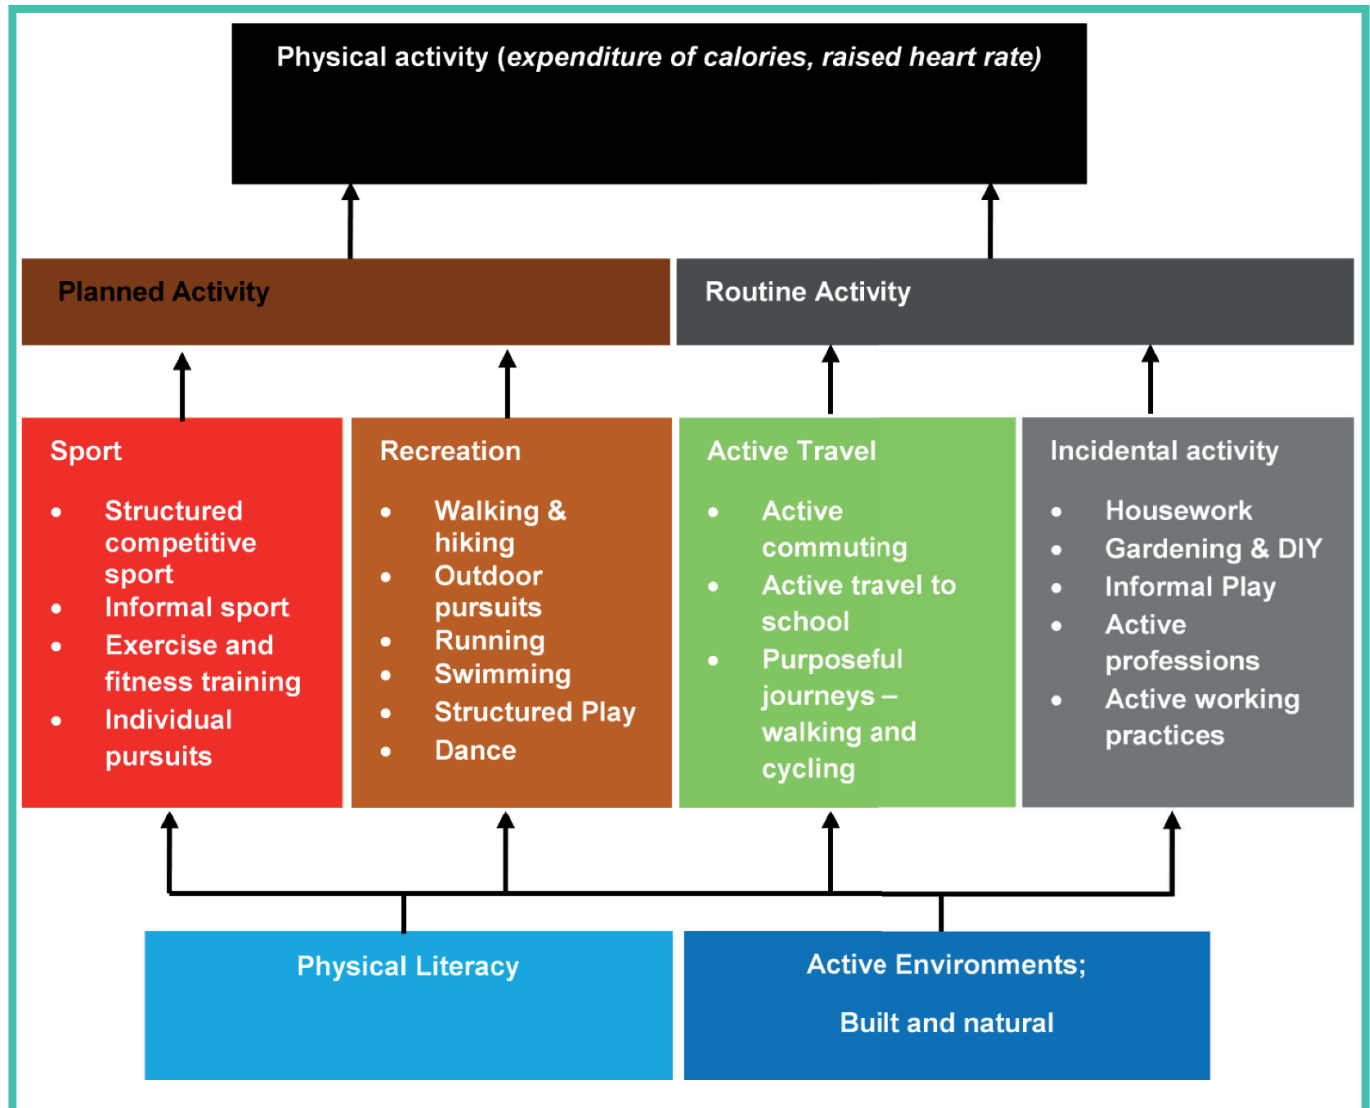 Physical activity (expenditure of calories, raised heart rate)
Planned Activity
Routine Activity
Sport
• Structured
competitive
sport
• Informal sport
• Exercise and
fitness training
• Individual
pursuits
Recreation
• Walking &
hiking
• Outdoor
pursuits
• Running
• Swimming
• Structured Play
• Dance
Active Travel
• Active
commuting
• Active travel to
school
• Purposeful
journeys –
walking and
cycling
Incidental activity
• Housework
• Gardening & DIY
• Informal Play
• Active
professions
• Active working
practices
Physical Literacy
Active Environments;
Built and natural